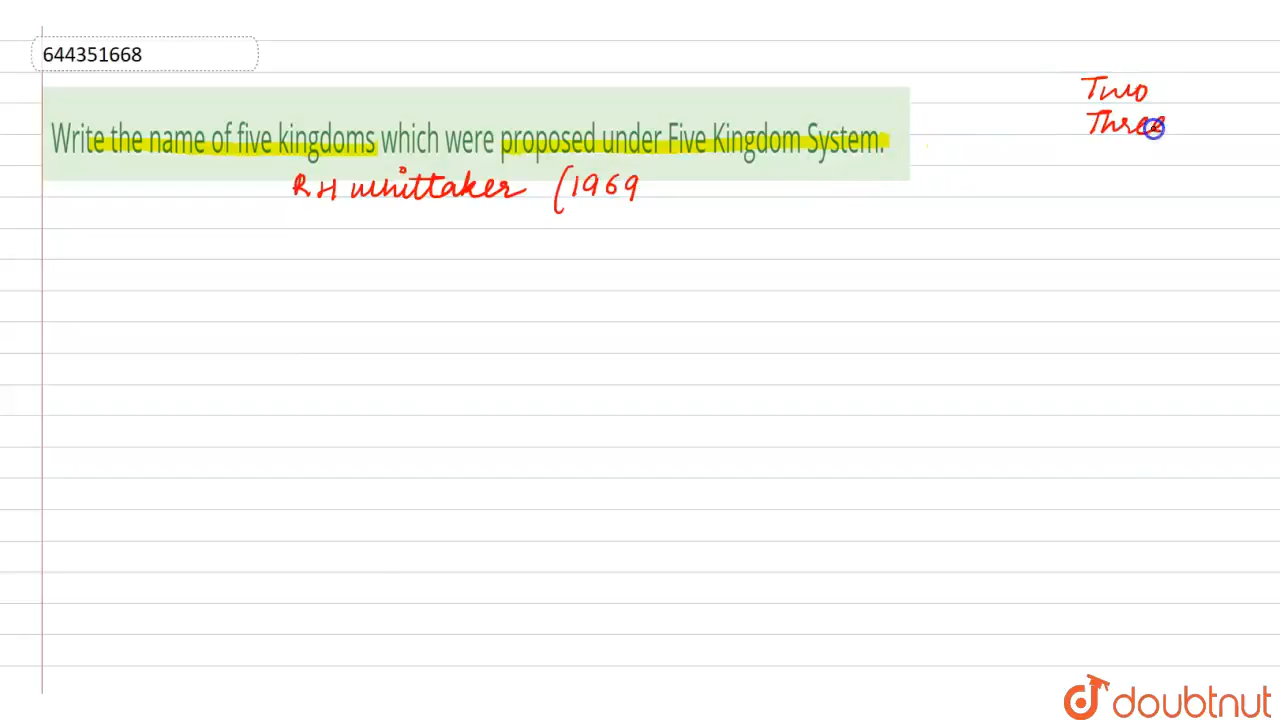 644351668
Two
Three
Write the name of five kingdoms which were proposed under Five Kingdom System.
R H Whittaker (1969
doubtnut